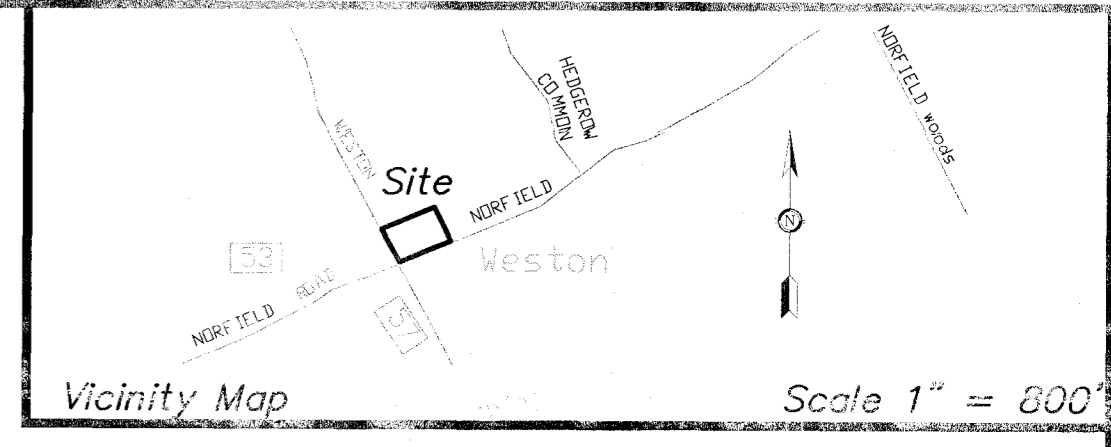 NORFIELD woods
HEDGEROW
COMMON
WESTON
Site
NORFIELD
N
53
Weston
ROAD
NORFIELD
57
Vicinity Map
Scale 1" = 800'